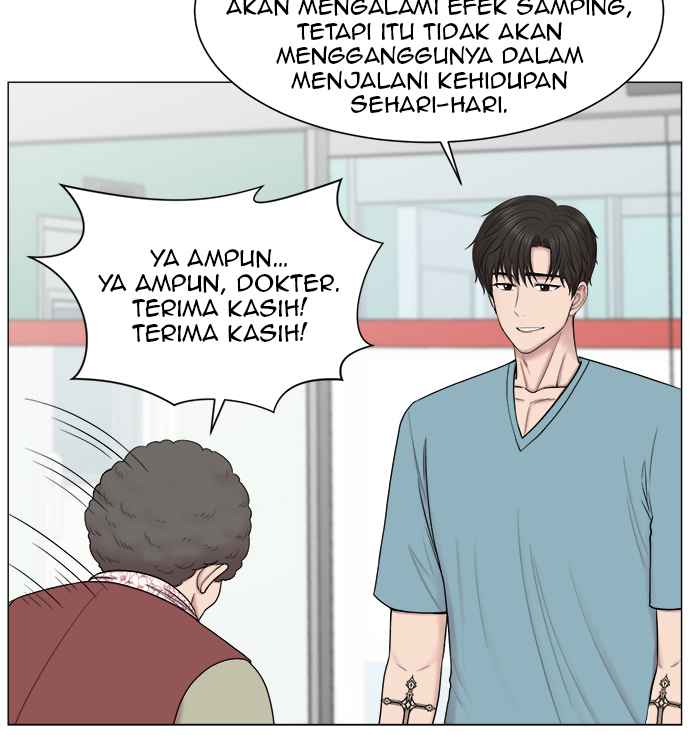 AKAN MENGALAMI EFEK SAMPING,
TETAPI ITU TIDAK AKAN
MENGGANGGUNYA DALAM
MENJALANI KEHIDUPAN
SEHARI-HARI.
YA AMPUN...
YA AMPUN, DOKTER.
TERIMA KASIH!
TERIMA KASIH!